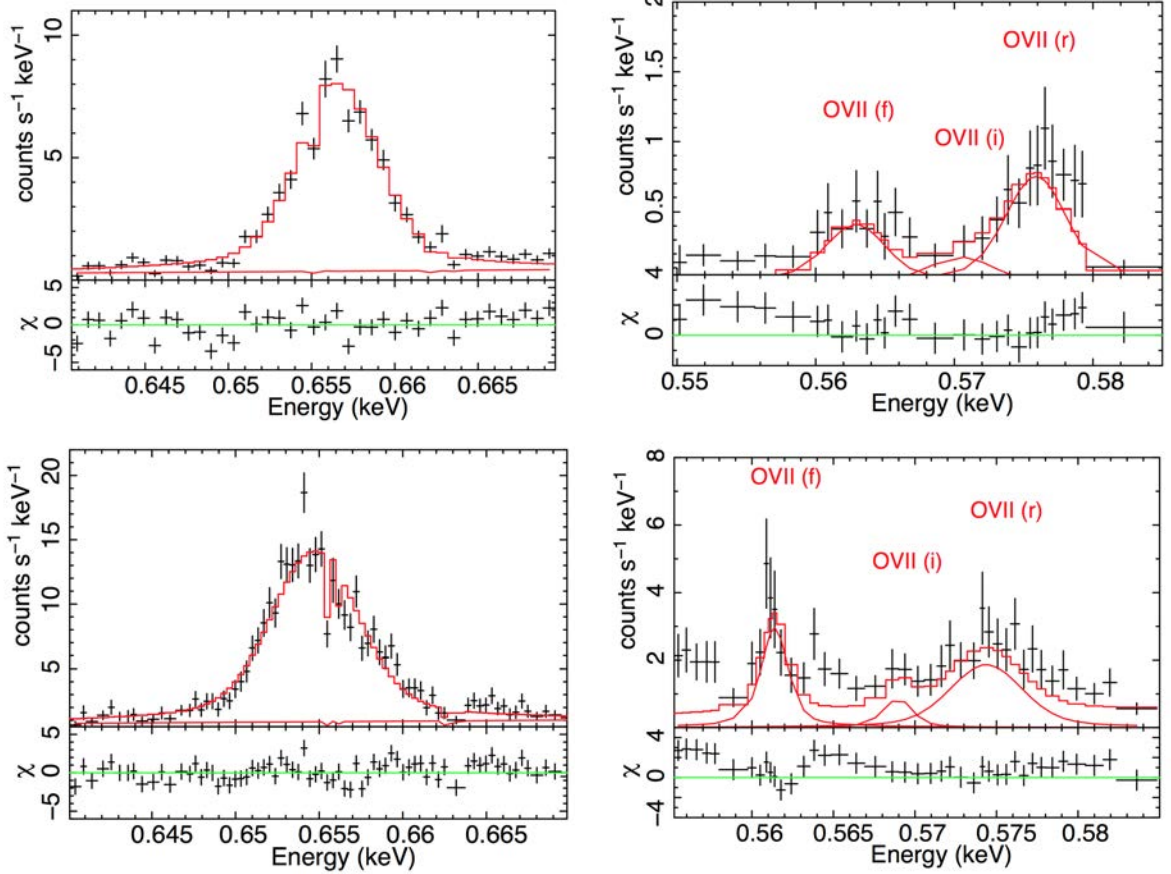 10
5
counts s⁻¹ keV⁻¹
5
0
−5
χ
0.645 0.65 0.655 0.66 0.665
Energy (keV)
2
1.5
1
0.5
counts s⁻¹ keV⁻¹
OVII (r)
OVII (f)
OVII (i)
4
0
χ
0.55 0.56 0.57 0.58
Energy (keV)
20
15
10
5
counts s⁻¹ keV⁻¹
5
0
−5
χ
0.645 0.65 0.655 0.66 0.665
Energy (keV)
8
6
4
2
counts s⁻¹ keV⁻¹
OVII (f)
OVII (r)
OVII (i)
4
0
−4
χ
0.56 0.565 0.57 0.575 0.58
Energy (keV)